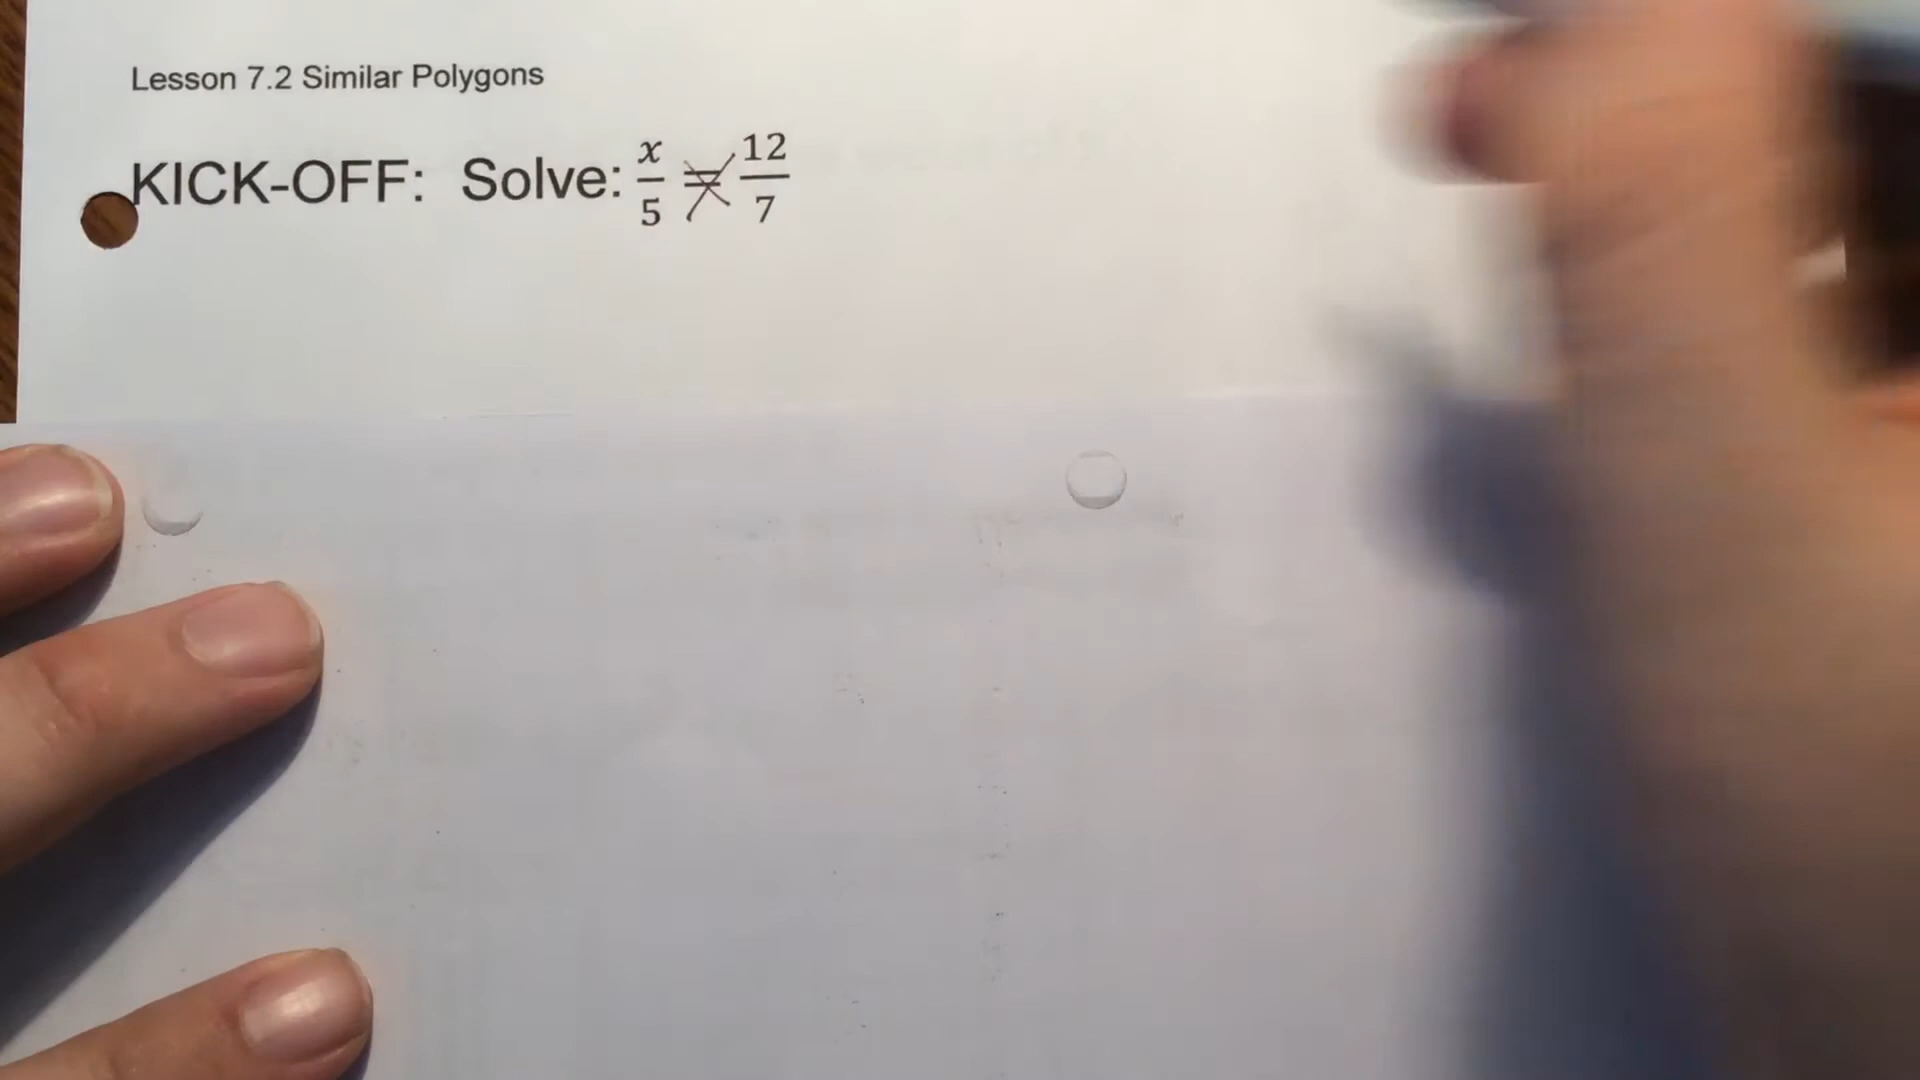 Lesson 7.2 Similar Polygons
KICK-OFF: Solve: x/5 = 12/7